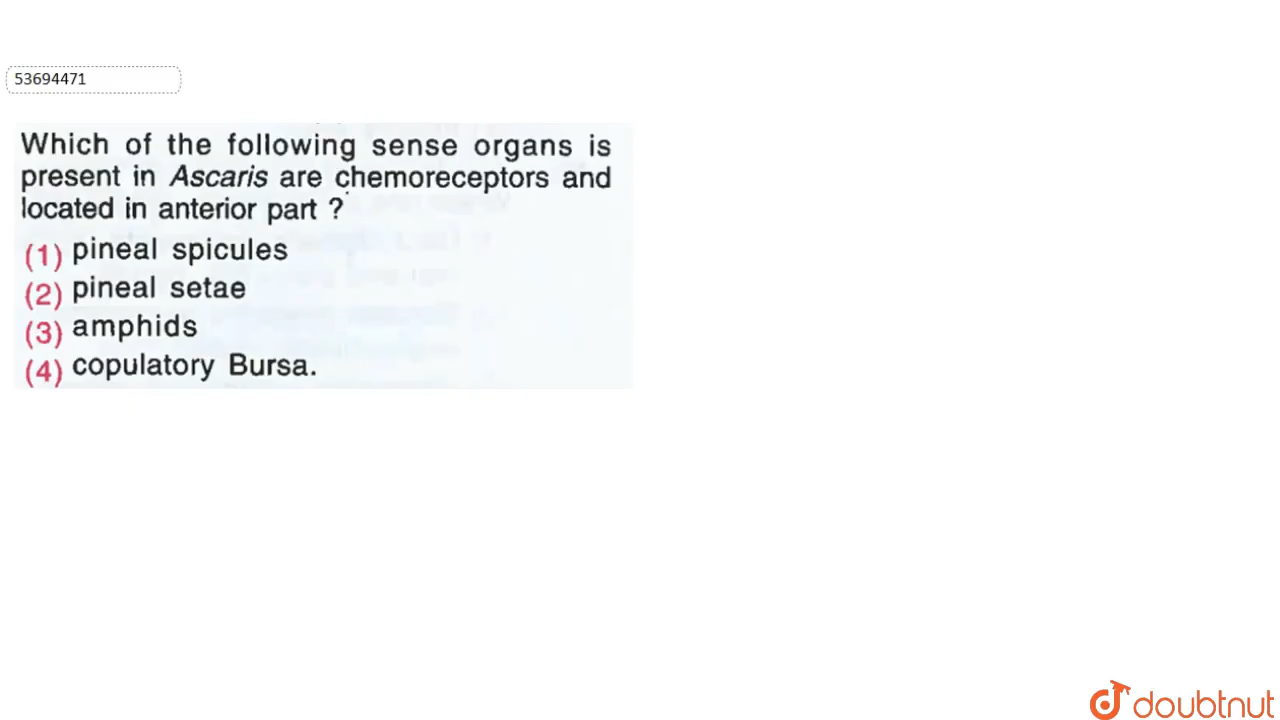 53694471
Which of the following sense organs is
present in Ascaris are chemoreceptors and
located in anterior part ?
(1) pineal spicules
(2) pineal setae
(3) amphids
(4) copulatory Bursa.
doubtnut